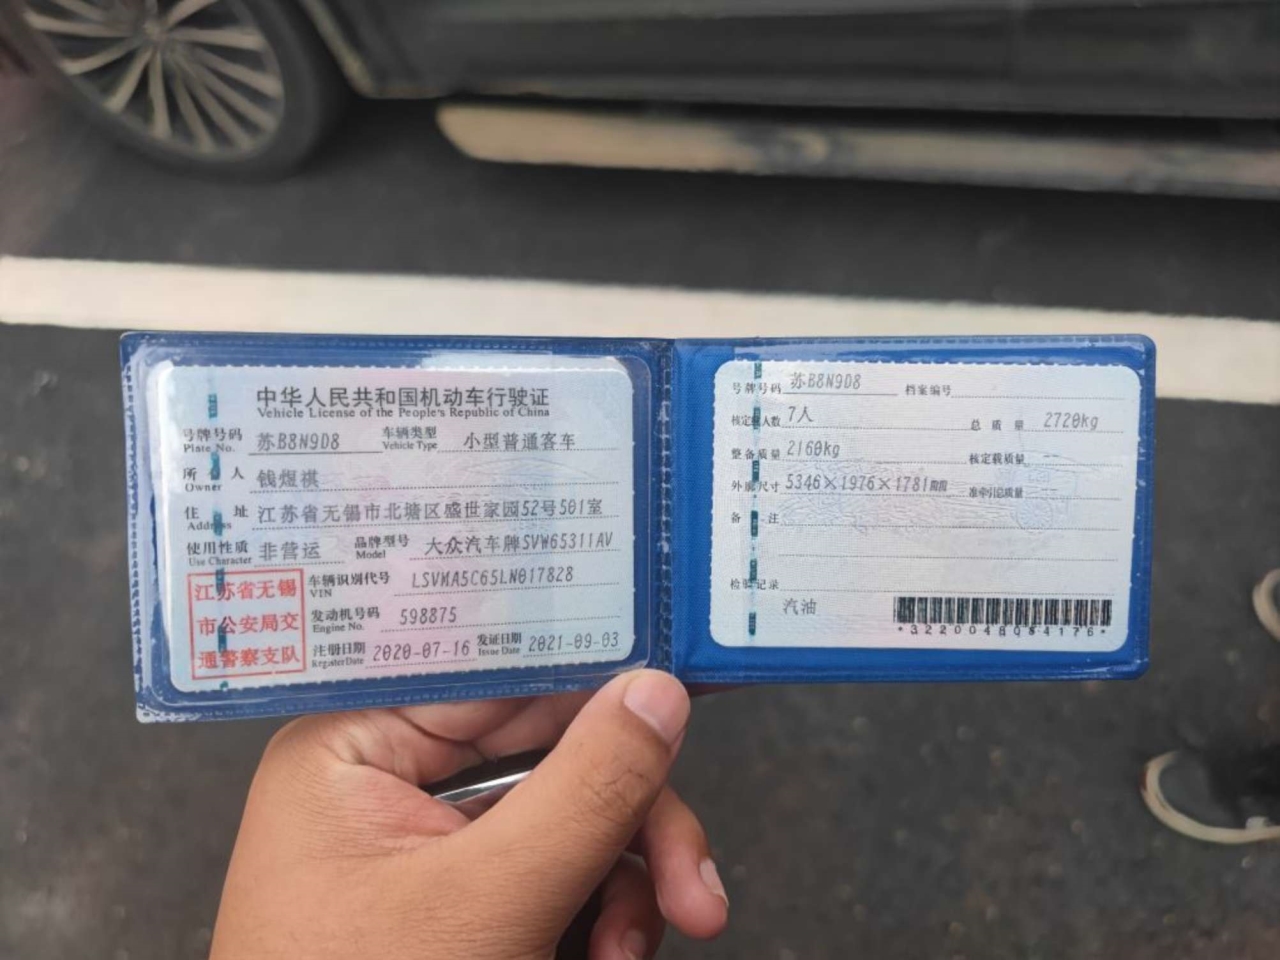 中华人民共和国机动车行驶证
Vehicle License of the People's Republic of China
号牌号码 苏B8N9D8 车辆类型 小型普通客车
Plate No. Vehicle Type
所 人 钱煜祺
Owner
住 址 江苏省无锡市北塘区盛世家园52号501室
Address
使用性质 非营运 品牌型号 大众汽车牌SVW65311AV
Use Character Model
江苏省无锡
市公安局交
通警察支队
车辆识别代号 LSVMA5C65LN017828
VIN
发动机号码 598875
Engine No.
注册日期 2020-07-16 发证日期 2021-09-03
Register Date Issue Date
号牌号码 苏B8N9D8 档案编号
核定载人数 7人 总质量 2720kg
整备质量 2160kg 核定载质量
外廓尺寸 5346×1976×1781mm 准牵引总质量
备 注
检验记录
汽油
*3220048084176*